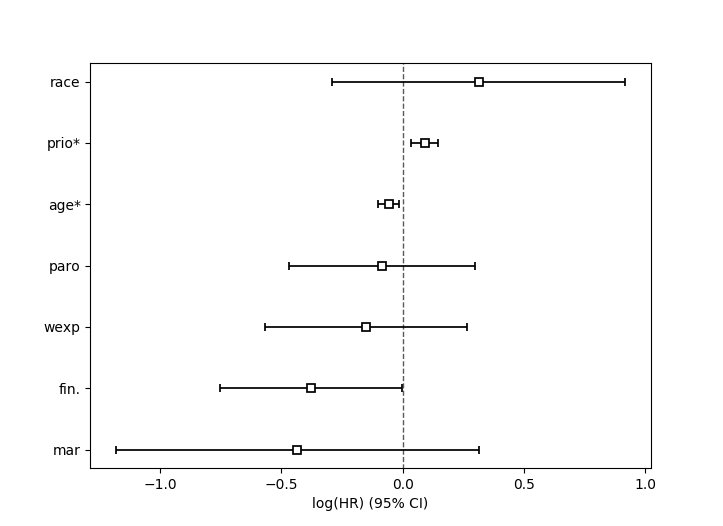 race
prio*
age*
paro
wexp
fin.
mar
−1.0 −0.5 0.0 0.5 1.0
log(HR) (95% CI)